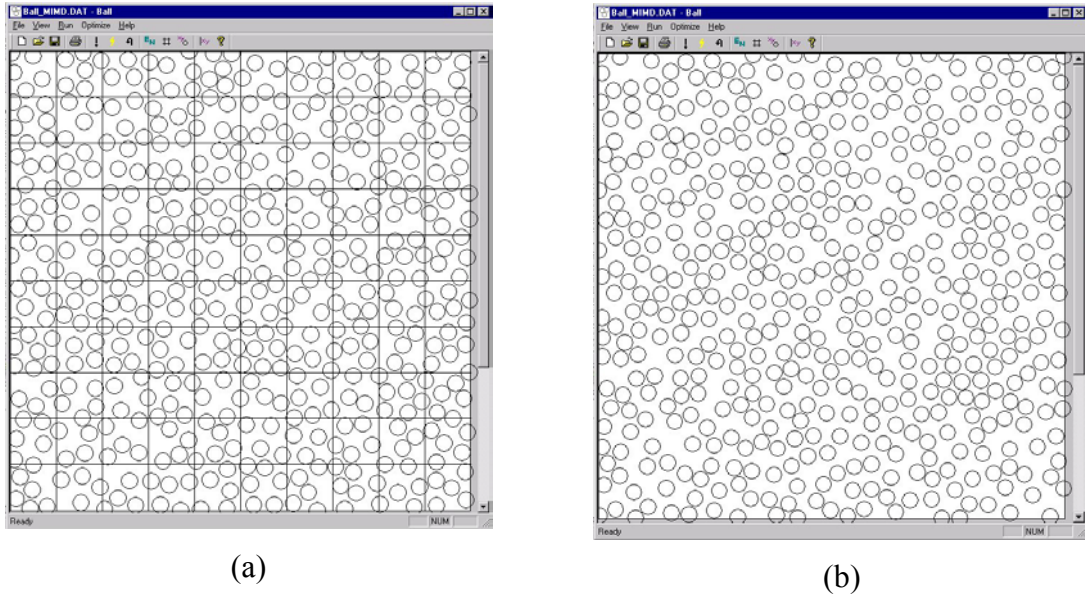 Ball_MIMD.DAT - Ball
File View Run Optimize Help
Ready
NUM
(a)
Ball_MIMD.DAT - Ball
File View Run Optimize Help
Ready
NUM
(b)